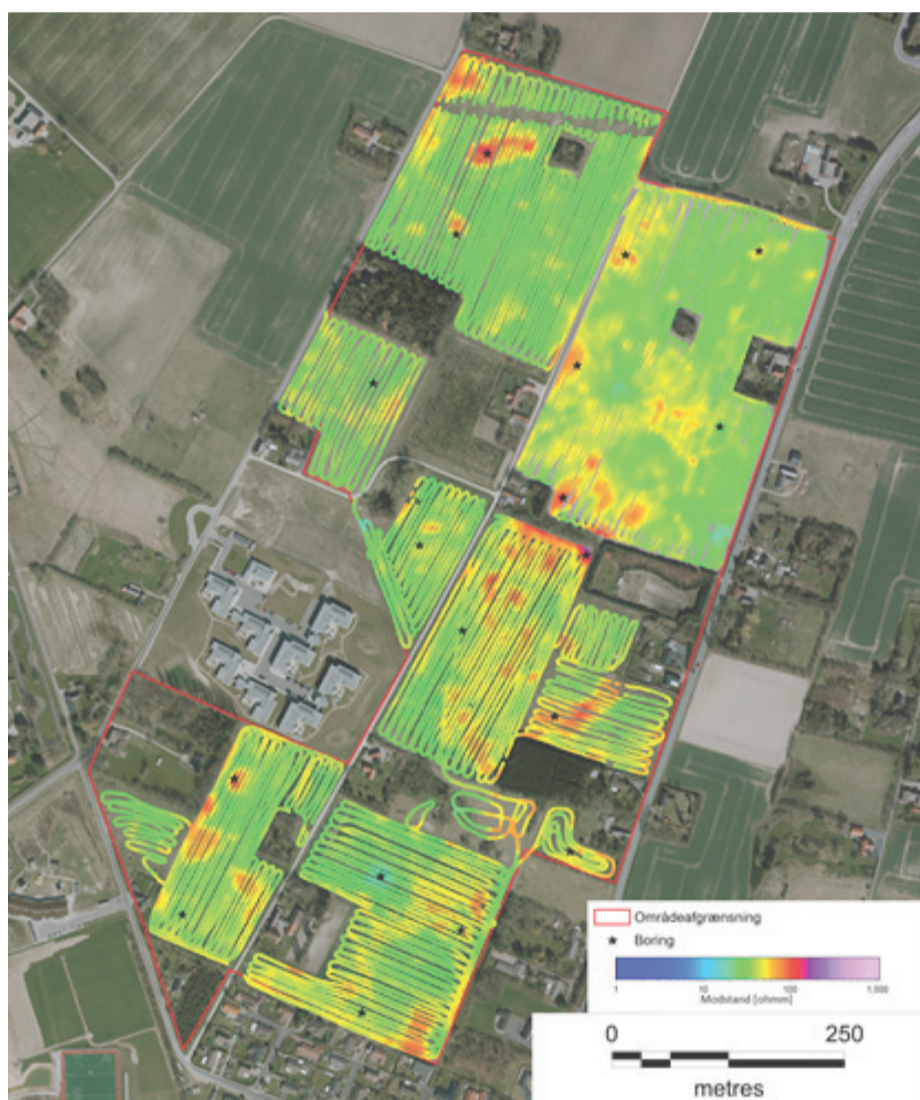 Områdeafgrænsning
Boring
1 10 100 1,000
Modstand [ohmm]
0 250
metres